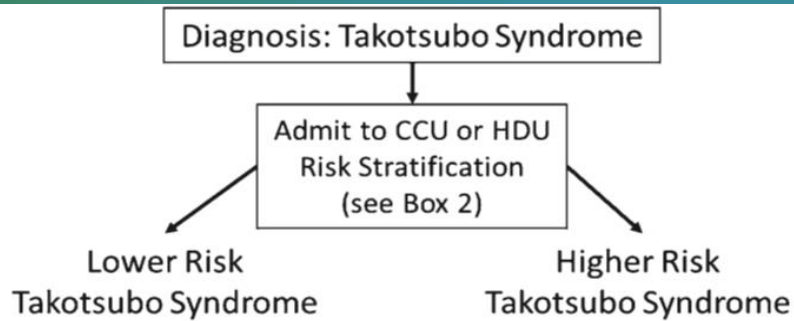 Diagnosis: Takotsubo Syndrome
Admit to CCU or HDU
Risk Stratification
(see Box 2)
Lower Risk
Takotsubo Syndrome
Higher Risk
Takotsubo Syndrome